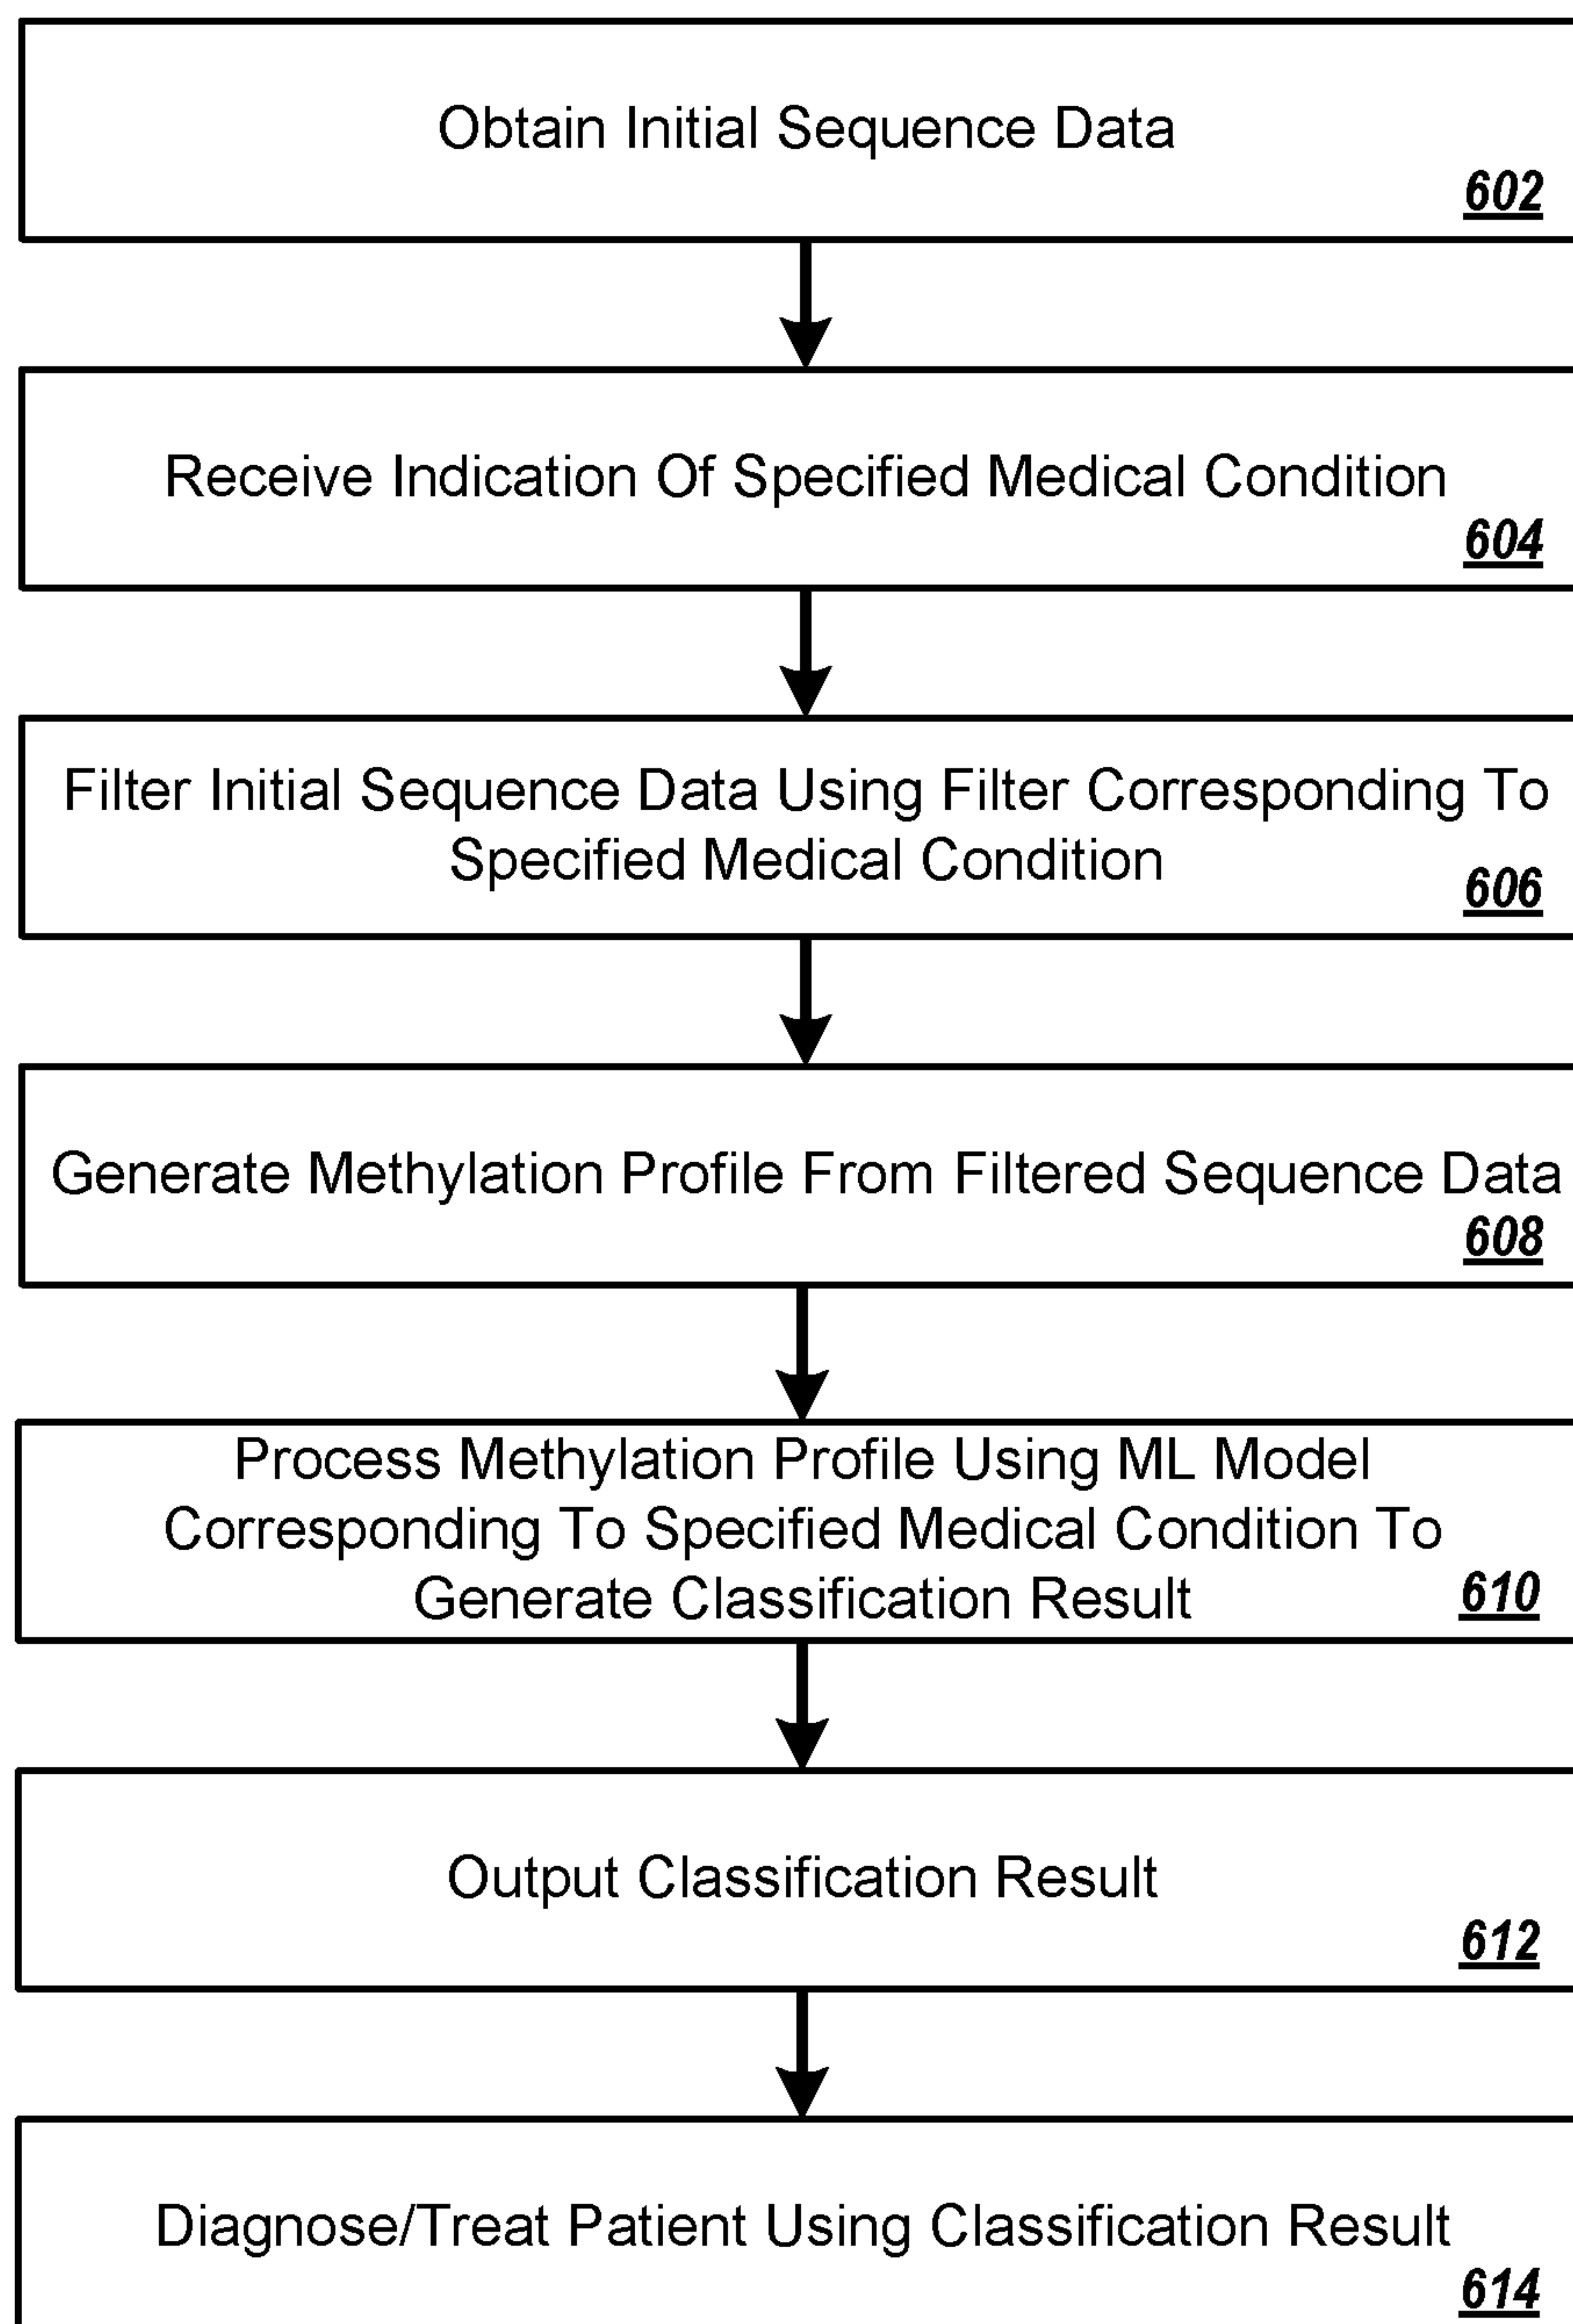 Obtain Initial Sequence Data
602
Receive Indication Of Specified Medical Condition
604
Filter Initial Sequence Data Using Filter Corresponding To
Specified Medical Condition
606
Generate Methylation Profile From Filtered Sequence Data
608
Process Methylation Profile Using ML Model
Corresponding To Specified Medical Condition To
Generate Classification Result
610
Output Classification Result
612
Diagnose/Treat Patient Using Classification Result
614